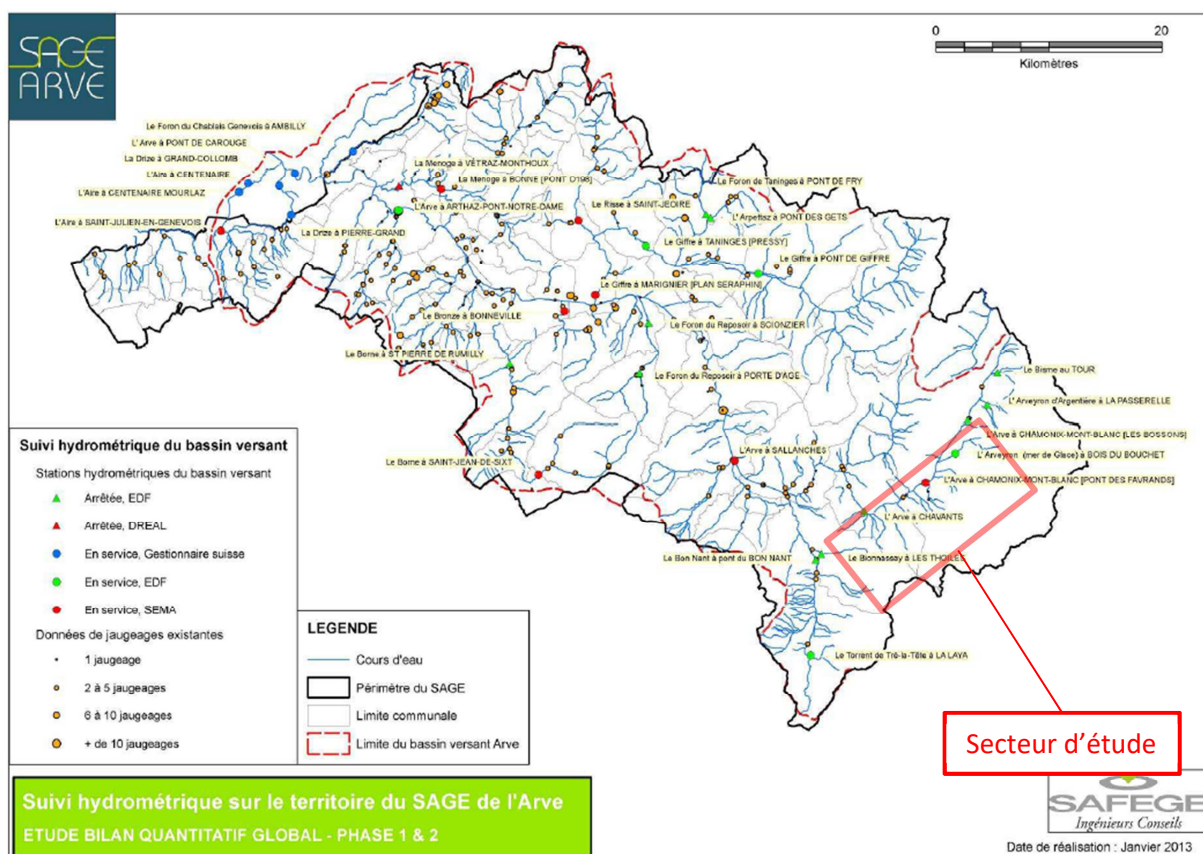 SAGE
ARVE
0 20
Kilomètres
Le Foron du Chablais Genevois à AMBILLY
L'Arve à PONT DE CAROUGE
La Drize à GRAND-COLLOMB
L'Aire à CENTENAIRE
L'Aire à CENTENAIRE MOURLAZ
L'Aire à SAINT-JULIEN-EN-GENEVOIS
La Drize à PIERRE-GRAND
La Menoge à VÉTRAZ-MONTHOUX
La Menoge à BONNE [PONT D198]
L'Arve à ARTHAZ-PONT-NOTRE-DAME
Le Risse à SAINT-JEOIRE
Le Foron de Taninges à PONT DE FRY
L'Arpettaz à PONT DES GETS
Le Giffre à TANINGES [PRESSY]
Le Giffre à PONT DE GIFFRE
Le Giffre à MARIGNIER [PLAN SERAPHIN]
Le Bronze à BONNEVILLE
Le Foron du Reposoir à SCIONZIER
Le Borne à ST PIERRE DE RUMILLY
Le Foron du Reposoir à PORTE D'AGE
Le Bisme au TOUR
L'Arveyron d'Argentière à LA PASSERELLE
L'Arve à CHAMONIX-MONT-BLANC [LES BOSSONS]
L'Arveyron (mer de Glace) à BOIS DU BOUCHET
L'Arve à CHAMONIX-MONT-BLANC [PONT DES FAVRANDS]
Le Borne à SAINT-JEAN-DE-SIXT
L'Arve à SALLANCHES
L'Arve à CHAVANTS
Le Bon Nant à pont du BON NANT
Le Bionnassay à LES THOILES
Le Torrent de Tré-la-Tête à LA LAYA
Suivi hydrométrique du bassin versant
Stations hydrométriques du bassin versant
Arrêtée, EDF
Arrêtée, DREAL
En service, Gestionnaire suisse
En service, EDF
En service, SEMA
Données de jaugeages existantes
1 jaugeage
2 à 5 jaugeages
6 à 10 jaugeages
+ de 10 jaugeages
LEGENDE
Cours d'eau
Périmètre du SAGE
Limite communale
Limite du bassin versant Arve
Secteur d'étude
Suivi hydrométrique sur le territoire du SAGE de l'Arve
ETUDE BILAN QUANTITATIF GLOBAL - PHASE 1 & 2
SAFEGE
Ingénieurs Conseils
Date de réalisation : Janvier 2013